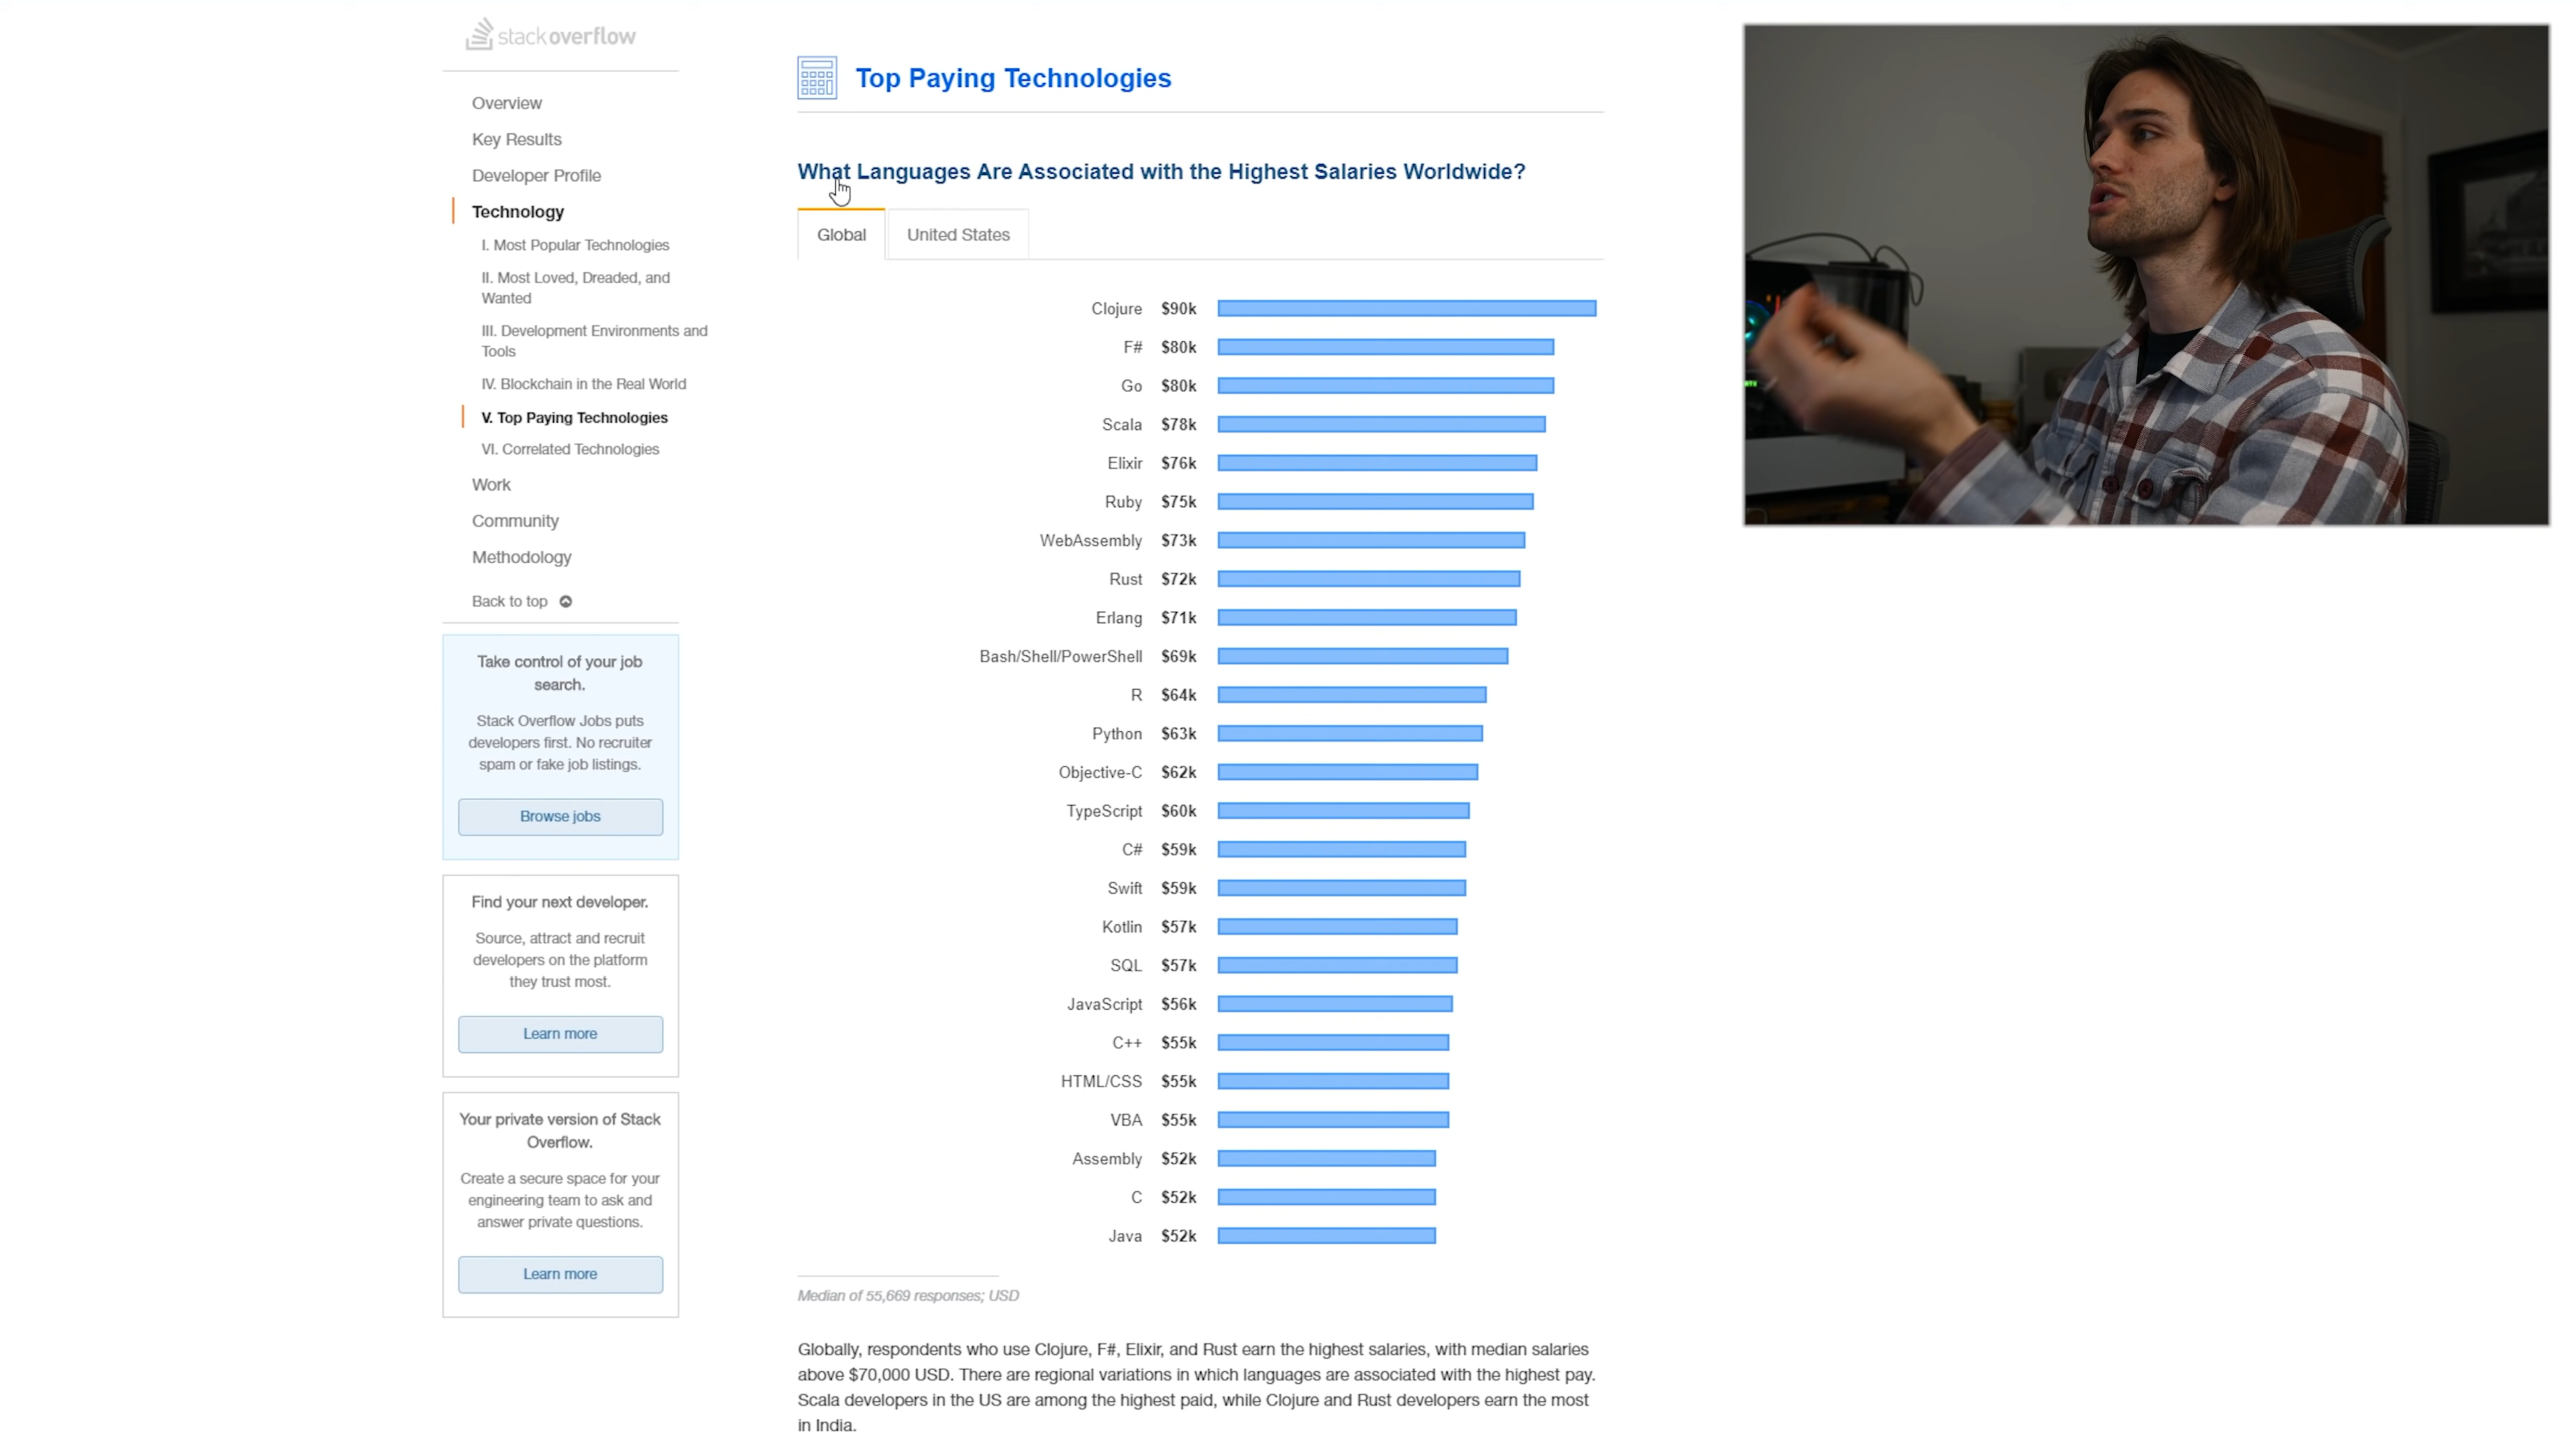 stackoverflow
Overview
Key Results
Developer Profile
Technology
I. Most Popular Technologies
II. Most Loved, Dreaded, and
Wanted
III. Development Environments and
Tools
IV. Blockchain in the Real World
V. Top Paying Technologies
VI. Correlated Technologies
Work
Community
Methodology
Back to top
Take control of your job
search.
Stack Overflow Jobs puts
developers first. No recruiter
spam or fake job listings.
Browse jobs
Find your next developer.
Source, attract and recruit
developers on the platform
they trust most.
Learn more
Your private version of Stack
Overflow.
Create a secure space for your
engineering team to ask and
answer private questions.
Learn more
Top Paying Technologies
What Languages Are Associated with the Highest Salaries Worldwide?
Global United States
Clojure $90k
F# $80k
Go $80k
Scala $78k
Elixir $76k
Ruby $75k
WebAssembly $73k
Rust $72k
Erlang $71k
Bash/Shell/PowerShell $69k
R $64k
Python $63k
Objective-C $62k
TypeScript $60k
C# $59k
Swift $59k
Kotlin $57k
SQL $57k
JavaScript $56k
C++ $55k
HTML/CSS $55k
VBA $55k
Assembly $52k
C $52k
Java $52k
Median of 55,669 responses; USD
Globally, respondents who use Clojure, F#, Elixir, and Rust earn the highest salaries, with median salaries
above $70,000 USD. There are regional variations in which languages are associated with the highest pay.
Scala developers in the US are among the highest paid, while Clojure and Rust developers earn the most
in India.